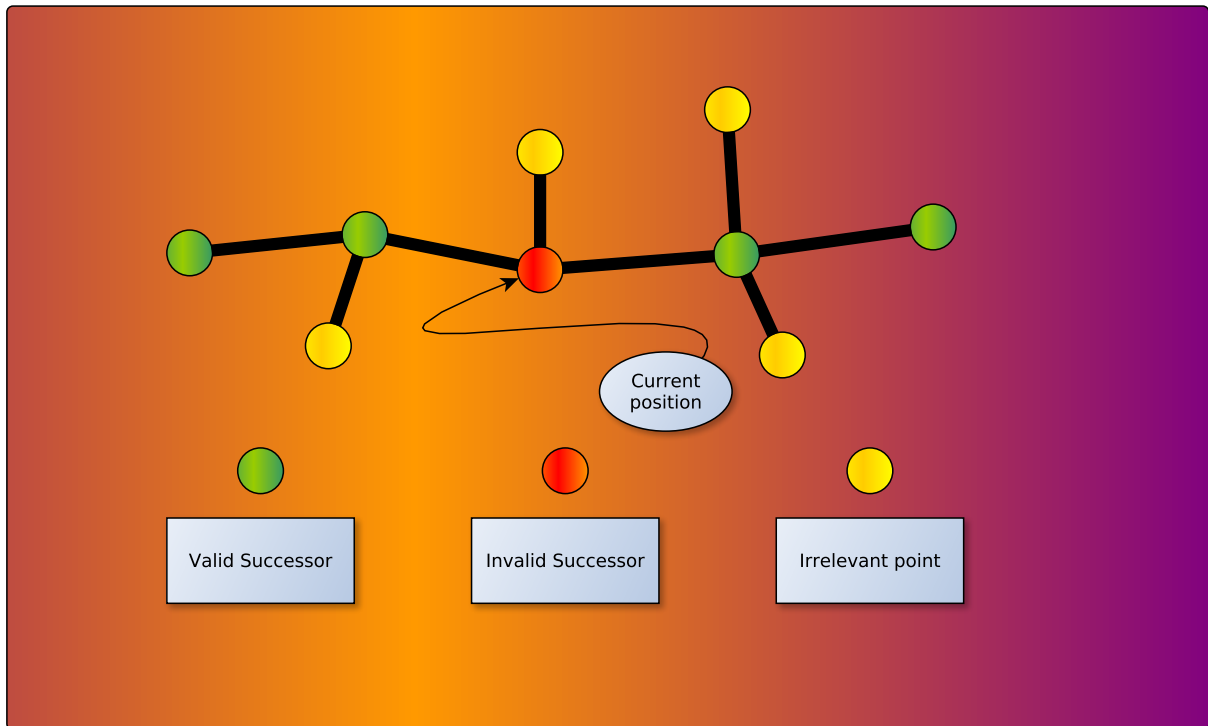 Current
position
Valid Successor
Invalid Successor
Irrelevant point